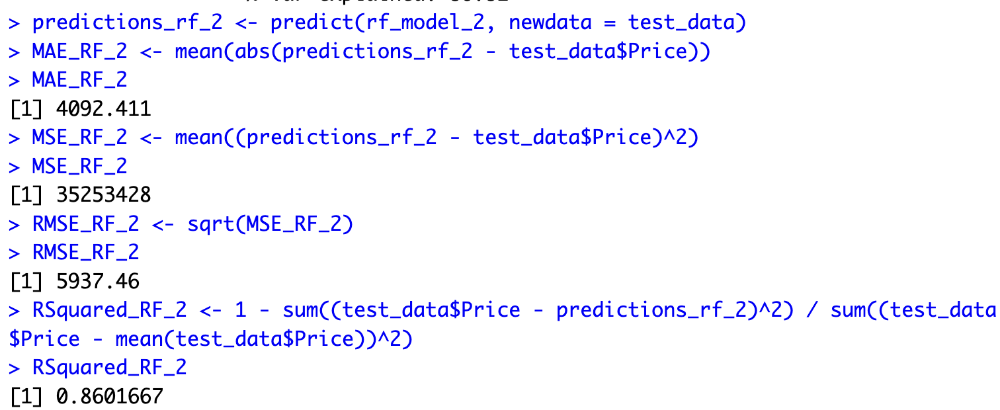 > predictions_rf_2 <- predict(rf_model_2, newdata = test_data)
> MAE_RF_2 <- mean(abs(predictions_rf_2 - test_data$Price))
> MAE_RF_2
[1] 4092.411
> MSE_RF_2 <- mean((predictions_rf_2 - test_data$Price)^2)
> MSE_RF_2
[1] 35253428
> RMSE_RF_2 <- sqrt(MSE_RF_2)
> RMSE_RF_2
[1] 5937.46
> RSquared_RF_2 <- 1 - sum((test_data$Price - predictions_rf_2)^2) / sum((test_data
$Price - mean(test_data$Price))^2)
> RSquared_RF_2
[1] 0.8601667